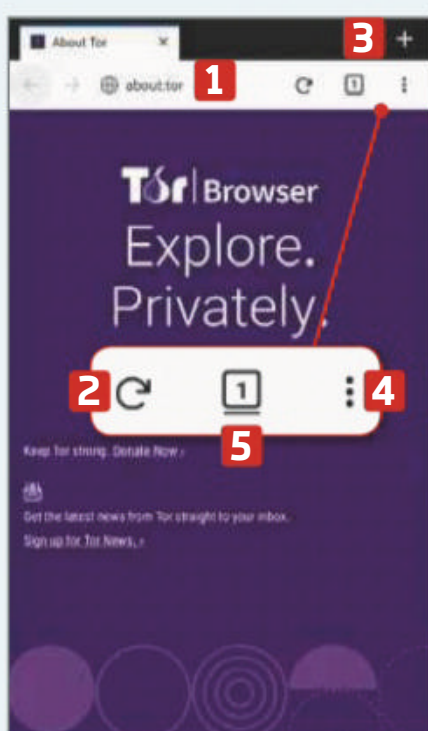 About Tor
3
about:tor
1
1
Tor Browser
Explore.
Privately.
2
1
4
5
Keep Tor strong. Donate Now ›
Get the latest news from Tor straight to your inbox.
Sign up for Tor News. ›